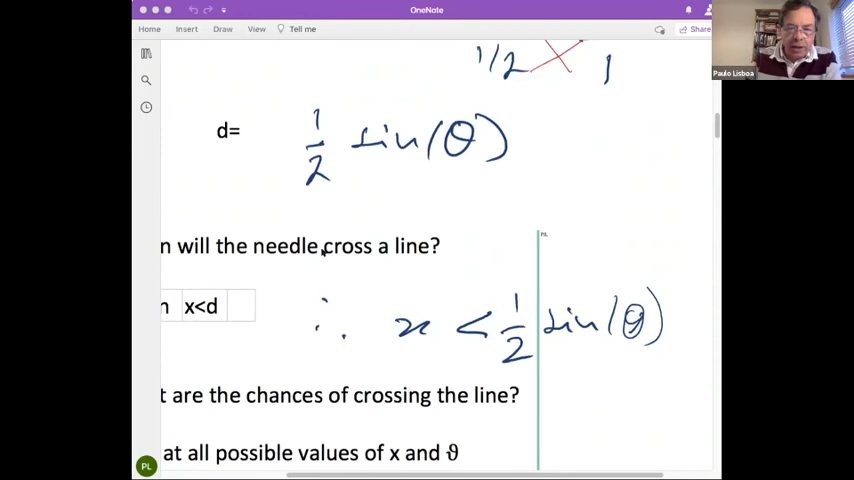 OneNote
Home Insert Draw View Tell me Share
Paulo Lisboa
1/2 1
d= 1/2 sin(θ)
n will the needle cross a line?
PL
n x<d ∴ x < 1/2 sin(θ)
t are the chances of crossing the line?
at all possible values of x and ϑ
PL